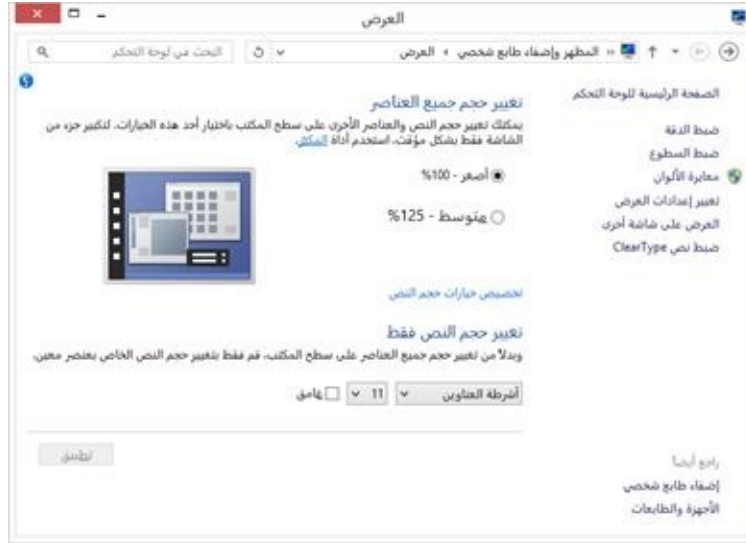 العرض
« المظهر وإضفاء طابع شخصي › العرض
البحث في لوحة التحكم
الصفحة الرئيسية للوحة التحكم
ضبط الدقة
ضبط السطوع
معايرة الألوان
تغيير إعدادات العرض
العرض على شاشة أخرى
ضبط نص ClearType
تغيير حجم جميع العناصر
يمكنك تغيير حجم النص والعناصر الأخرى على سطح المكتب باختيار أحد هذه الخيارات. لتكبير جزء من
الشاشة فقط بشكل مؤقت، استخدم أداة المكبر.
أصغر - 100%
متوسط - 125%
تخصيص خيارات حجم النص
تغيير حجم النص فقط
وبدلاً من تغيير حجم جميع العناصر على سطح المكتب، قم فقط بتغيير حجم النص الخاص بعنصر معين.
أشرطة العناوين 11 غامق
تطبيق
راجع أيضاً
إضفاء طابع شخصي
الأجهزة والطابعات